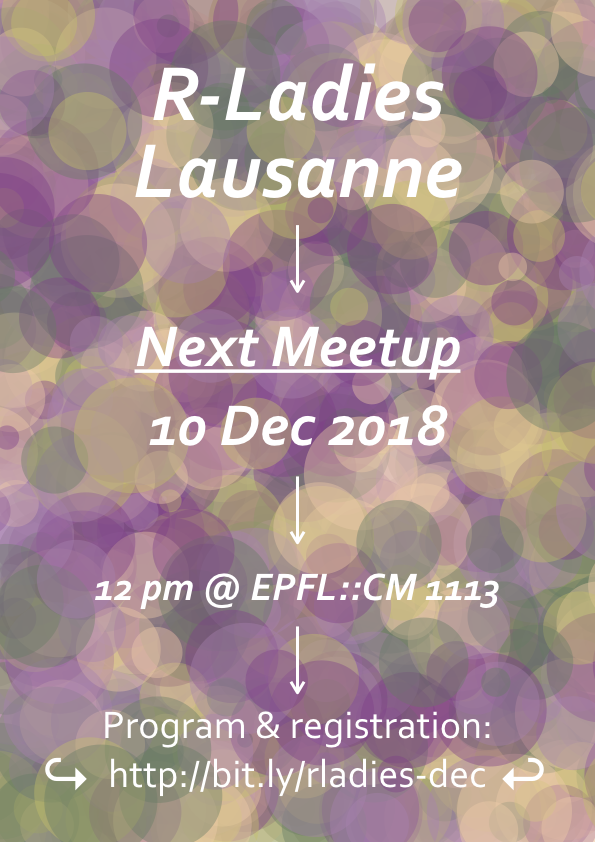 R-Ladies
Lausanne
Next Meetup
10 Dec 2018
12 pm @ EPFL::CM 1113
Program & registration:
http://bit.ly/rladies-dec